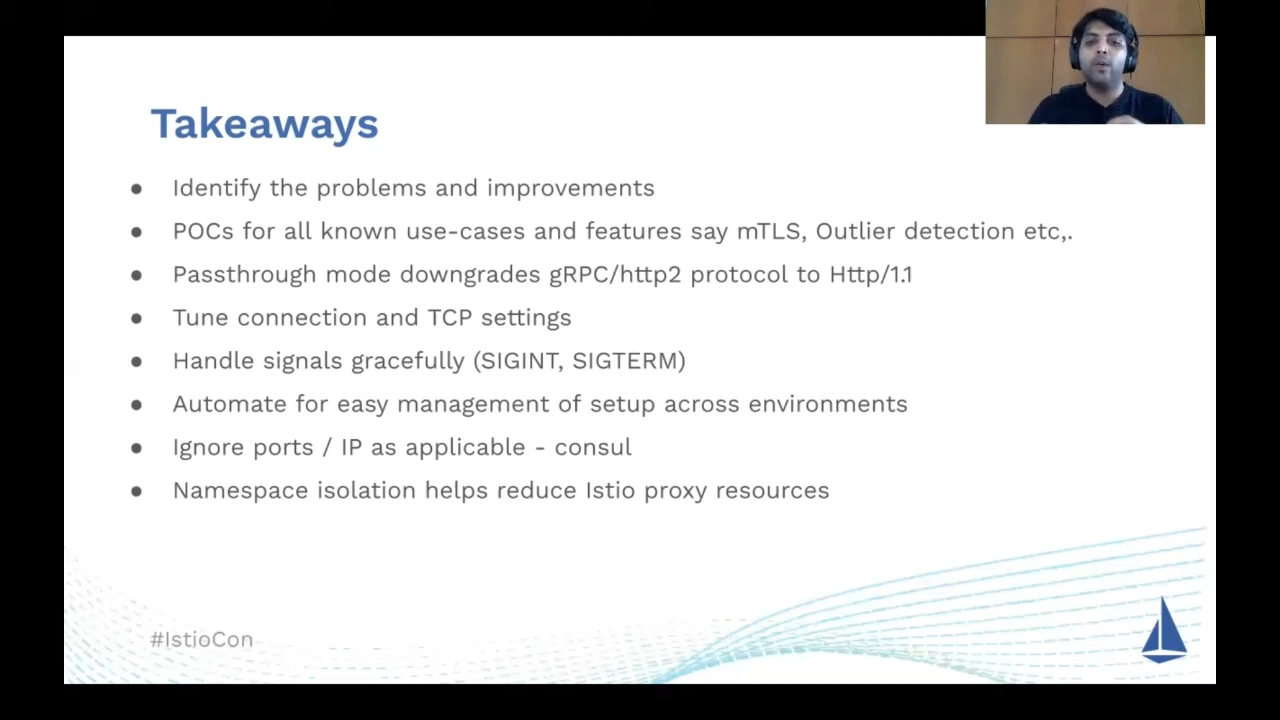 Takeaways
● Identify the problems and improvements
● POCs for all known use-cases and features say mTLS, Outlier detection etc,.
● Passthrough mode downgrades gRPC/http2 protocol to Http/1.1
● Tune connection and TCP settings
● Handle signals gracefully (SIGINT, SIGTERM)
● Automate for easy management of setup across environments
● Ignore ports / IP as applicable - consul
● Namespace isolation helps reduce Istio proxy resources
#IstioCon